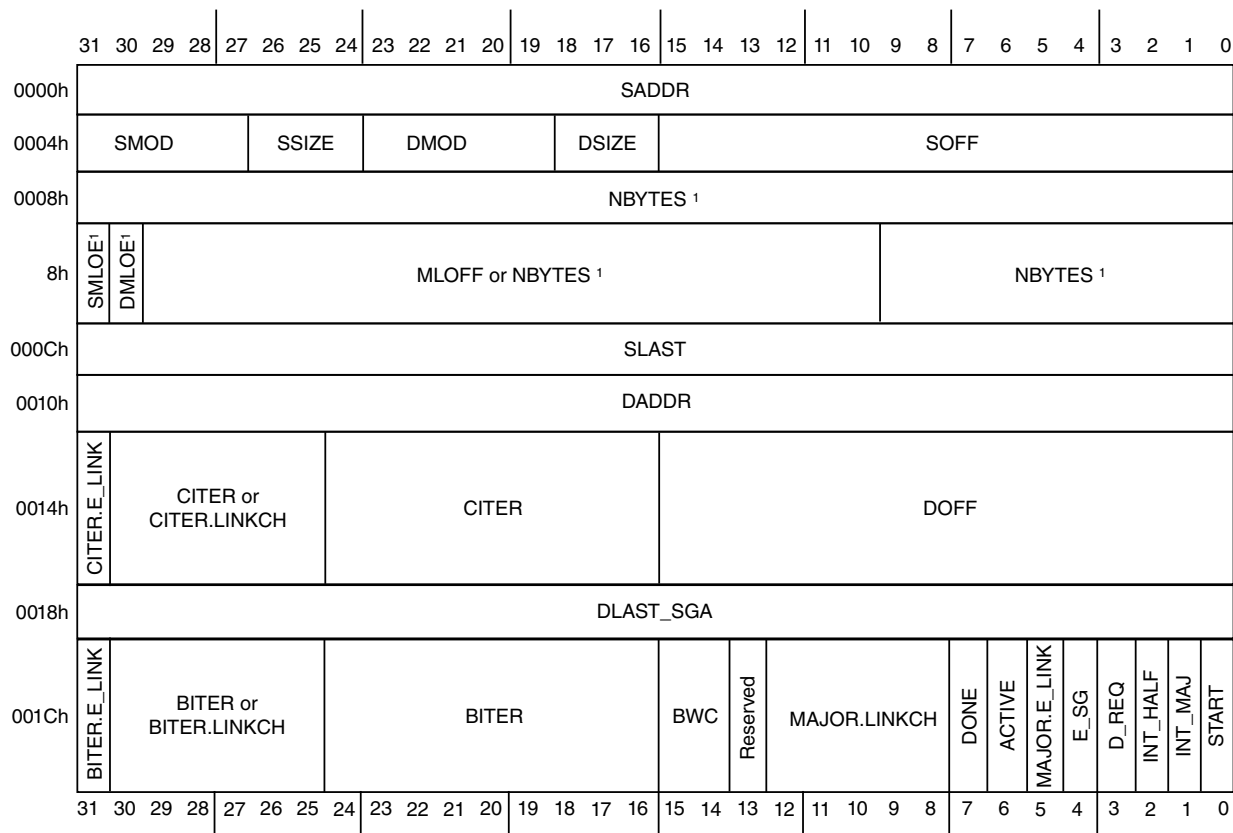 31 30 29 28 27 26 25 24 23 22 21 20 19 18 17 16 15 14 13 12 11 10 9 8 7 6 5 4 3 2 1 0
0000h SADDR
0004h SMOD SSIZE DMOD DSIZE SOFF
0008h NBYTES ¹
8h SMLOE¹ DMLOE¹ MLOFF or NBYTES ¹ NBYTES ¹
000Ch SLAST
0010h DADDR
0014h CITER.E_LINK CITER or
CITER.LINKCH CITER DOFF
0018h DLAST_SGA
001Ch BITER.E_LINK BITER or
BITER.LINKCH BITER BWC Reserved MAJOR.LINKCH DONE ACTIVE MAJOR.E_LINK E_SG D_REQ INT_HALF INT_MAJ START
31 30 29 28 27 26 25 24 23 22 21 20 19 18 17 16 15 14 13 12 11 10 9 8 7 6 5 4 3 2 1 0